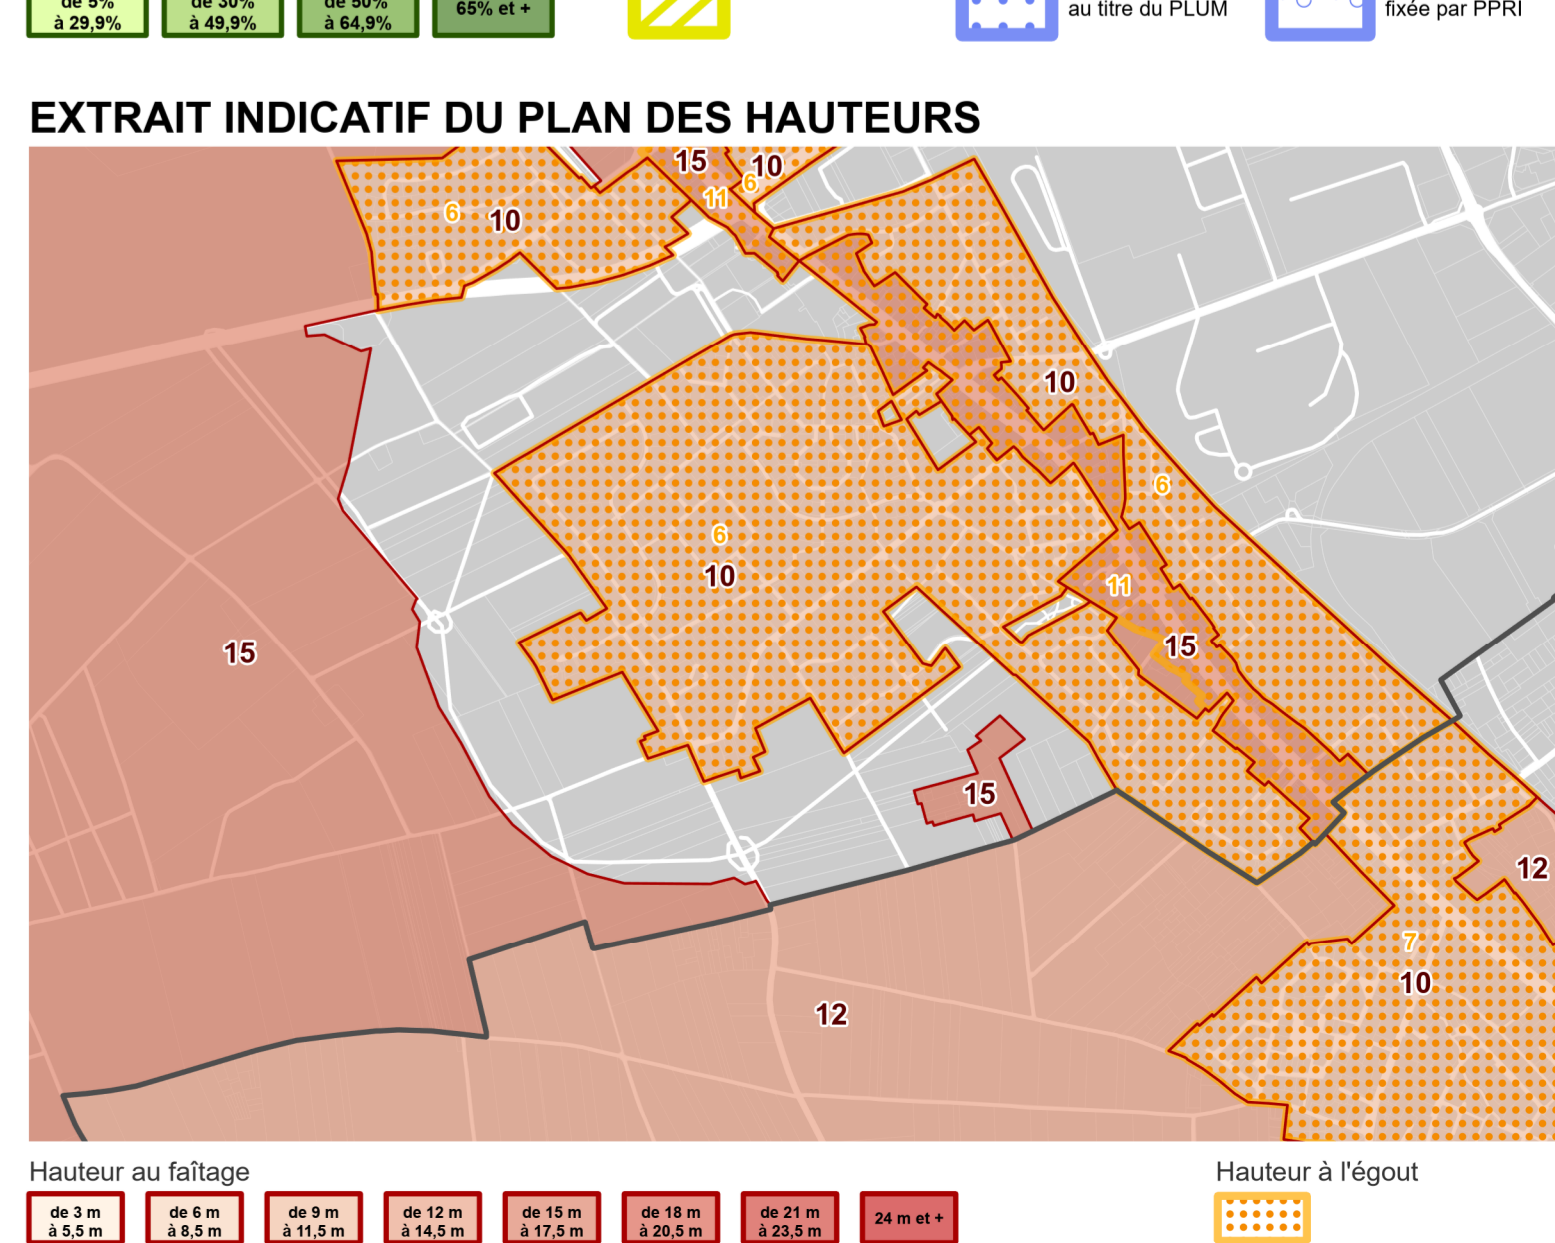 de 5%
à 29,9%
de 30%
à 49,9%
de 50%
à 64,9%
65% et +
au titre du PLUM
fixée par PPRI
EXTRAIT INDICATIF DU PLAN DES HAUTEURS
15
10
6
11
6
10
10
6
6
10
11
15
15
15
12
7
10
12
Hauteur au faîtage
Hauteur à l'égout
de 3 m
à 5,5 m
de 6 m
à 8,5 m
de 9 m
à 11,5 m
de 12 m
à 14,5 m
de 15 m
à 17,5 m
de 18 m
à 20,5 m
de 21 m
à 23,5 m
24 m et +